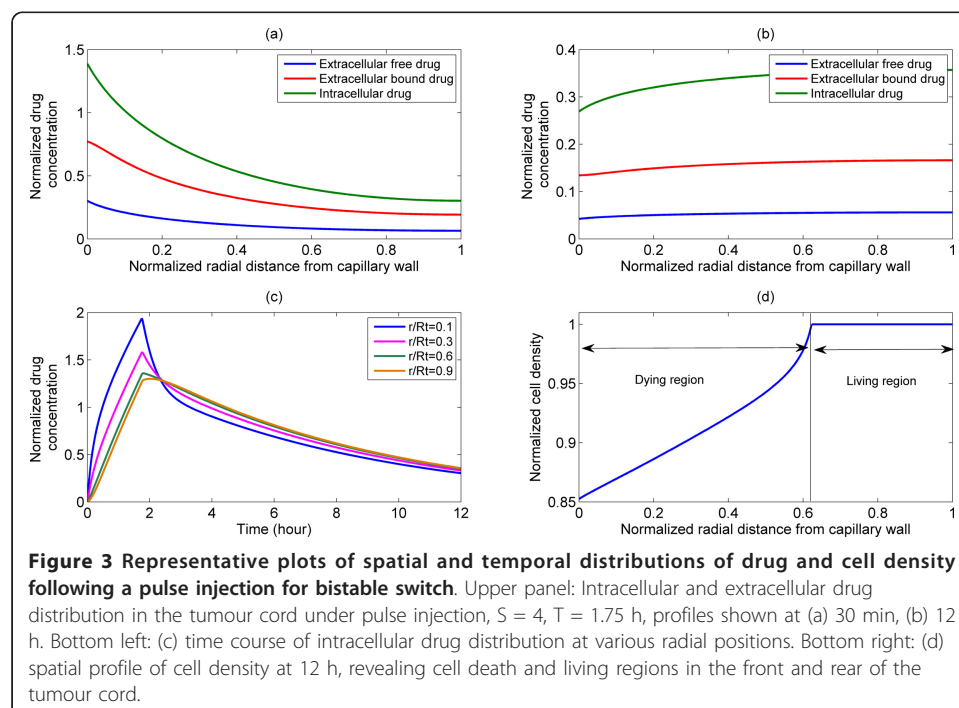 (a)
1.5
1
0.5
0
Normalized drug
concentration
Extracellular free drug
Extracellular bound drug
Intracellular drug
0 0.2 0.4 0.6 0.8 1
Normalized radial distance from capillary wall
(b)
0.4
0.3
0.2
0.1
0
Normalized drug
concentration
Extracellular free drug
Extracellular bound drug
Intracellular drug
0 0.2 0.4 0.6 0.8 1
Normalized radial distance from capillary wall
(c)
2
1.5
1
0.5
0
Normalized drug
concentration
r/Rt=0.1
r/Rt=0.3
r/Rt=0.6
r/Rt=0.9
0 2 4 6 8 10 12
Time (hour)
(d)
1
0.95
0.9
0.85
Normalized cell density
Dying region
Living region
0 0.2 0.4 0.6 0.8 1
Normalized radial distance from capillary wall
Figure 3 Representative plots of spatial and temporal distributions of drug and cell density
following a pulse injection for bistable switch. Upper panel: Intracellular and extracellular drug
distribution in the tumour cord under pulse injection, S = 4, T = 1.75 h, profiles shown at (a) 30 min, (b) 12
h. Bottom left: (c) time course of intracellular drug distribution at various radial positions. Bottom right: (d)
spatial profile of cell density at 12 h, revealing cell death and living regions in the front and rear of the
tumour cord.